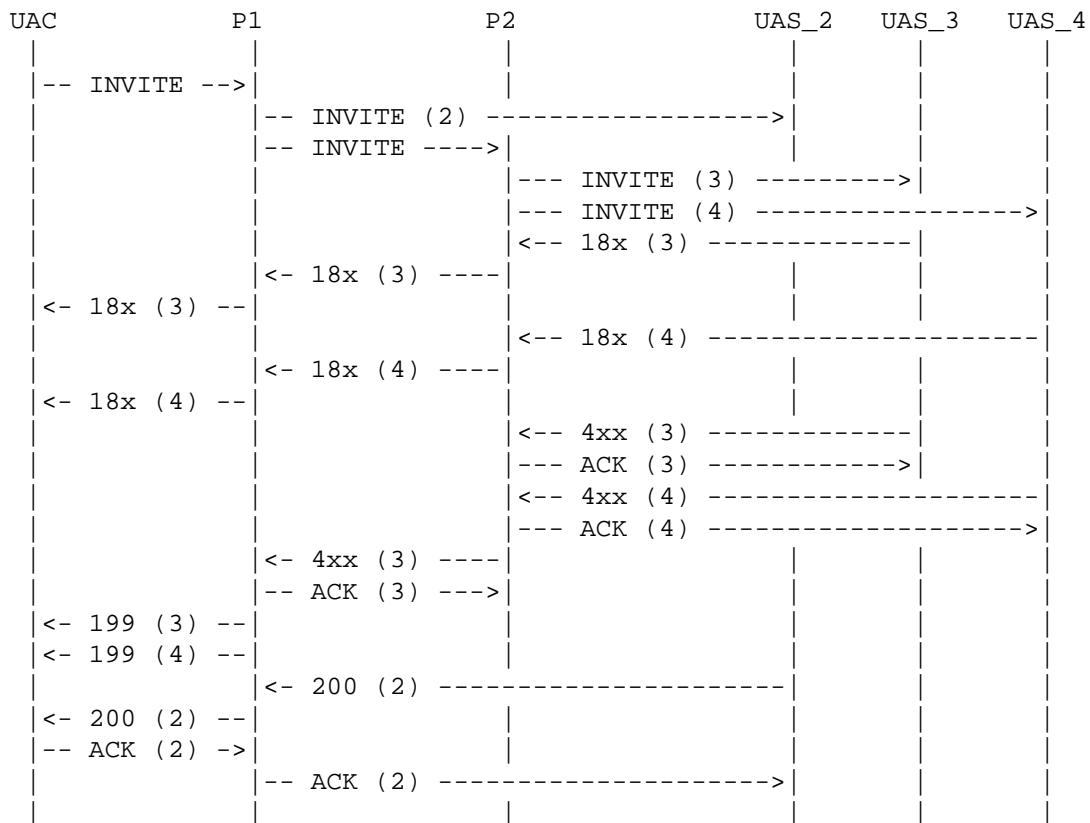 UAC P1 P2 UAS_2 UAS_3 UAS_4
-- INVITE -->
-- INVITE (2) ------------------>
-- INVITE ---->
--- INVITE (3) --------->
--- INVITE (4) ----------------->
<-- 18x (3) -------------
<- 18x (3) ----
<- 18x (3) --
<-- 18x (4) ---------------------
<- 18x (4) ----
<- 18x (4) --
<-- 4xx (3) -------------
--- ACK (3) ------------>
<-- 4xx (4) ---------------------
--- ACK (4) -------------------->
<- 4xx (3) ----
-- ACK (3) --->
<- 199 (3) --
<- 199 (4) --
<- 200 (2) ----------------------
<- 200 (2) --
-- ACK (2) ->
-- ACK (2) --------------------->